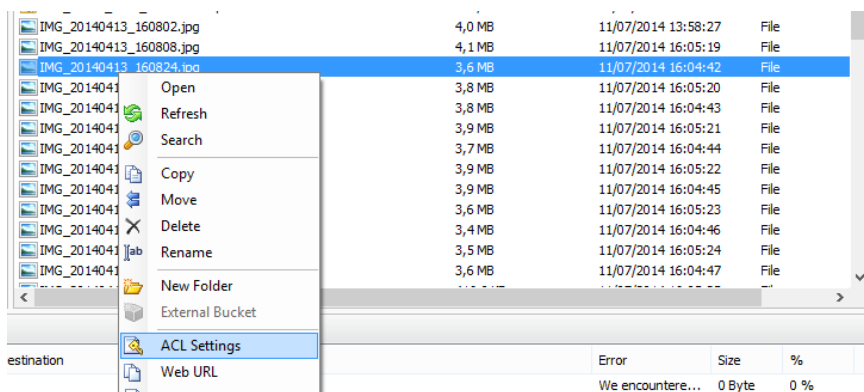 IMG_20140413_160802.jpg 4,0 MB 11/07/2014 13:58:27 File
IMG_20140413_160808.jpg 4,1 MB 11/07/2014 16:05:19 File
IMG_20140413_160824.jpg 3,6 MB 11/07/2014 16:04:42 File
IMG_2014041 Open 3,8 MB 11/07/2014 16:05:20 File
IMG_2014041 Refresh 3,8 MB 11/07/2014 16:04:43 File
IMG_2014041 Search 3,9 MB 11/07/2014 16:05:21 File
IMG_2014041 3,7 MB 11/07/2014 16:04:44 File
IMG_2014041 Copy 3,9 MB 11/07/2014 16:05:22 File
IMG_2014041 Move 3,9 MB 11/07/2014 16:04:45 File
IMG_2014041 3,6 MB 11/07/2014 16:05:23 File
IMG_2014041 Delete 3,4 MB 11/07/2014 16:04:46 File
IMG_2014041 ab Rename 3,5 MB 11/07/2014 16:05:24 File
IMG_2014041 3,6 MB 11/07/2014 16:04:47 File
New Folder
External Bucket
ACL Settings
estination Error Size %
Web URL
We encountere... 0 Byte 0 %